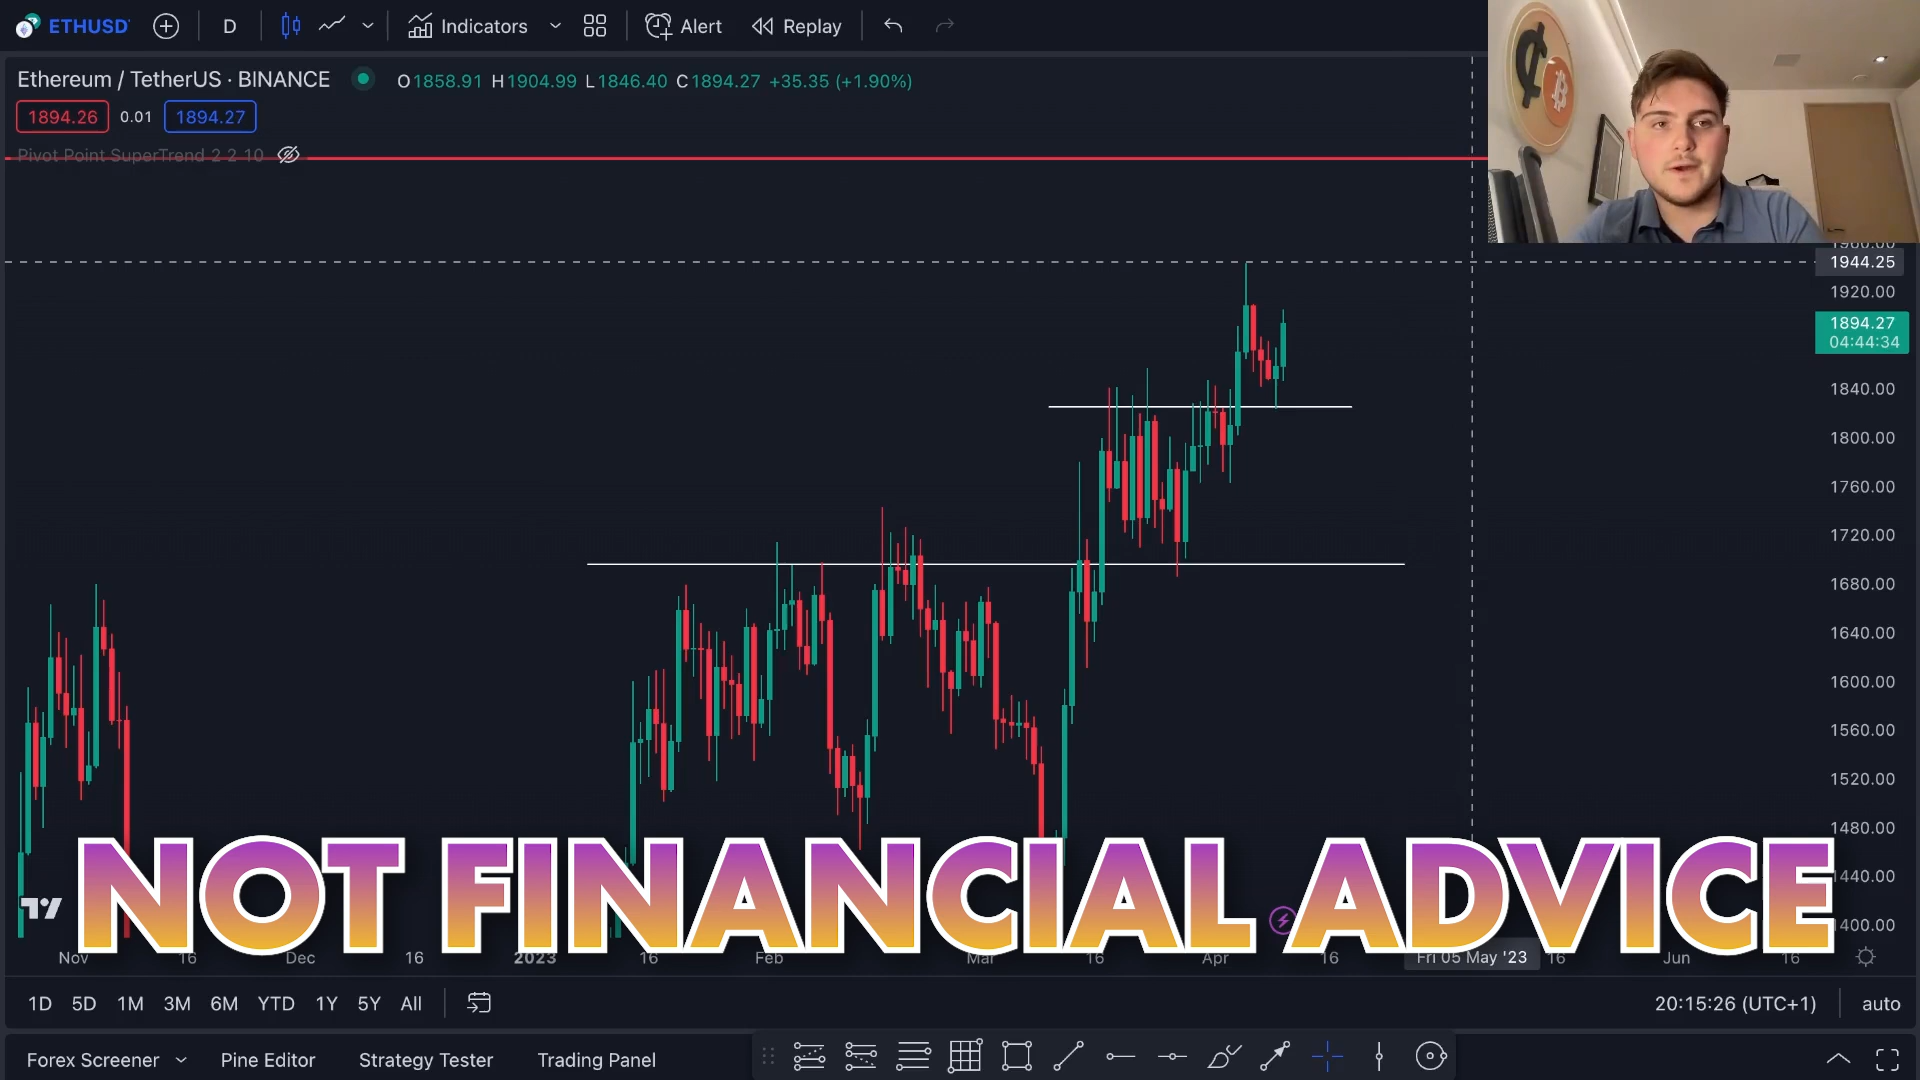 ETHUSD
D
Indicators
Alert
Replay
Ethereum / TetherUS · BINANCE
O1858.91 H1904.99 L1846.40 C1894.27 +35.35 (+1.90%)
1894.26 0.01 1894.27
Pivot Point SuperTrend 2 2 10
1960.00
1944.25
1920.00
1894.27
04:44:34
1840.00
1800.00
1760.00
1720.00
1680.00
1640.00
1600.00
1560.00
1520.00
1480.00
1440.00
1400.00
NOT FINANCIAL ADVICE
Nov 16 Dec 16 2023 16 Feb Mar 16 Apr 16 Fri 05 May '23 16 Jun 16
1D 5D 1M 3M 6M YTD 1Y 5Y All
20:15:26 (UTC+1) auto
Forex Screener Pine Editor Strategy Tester Trading Panel